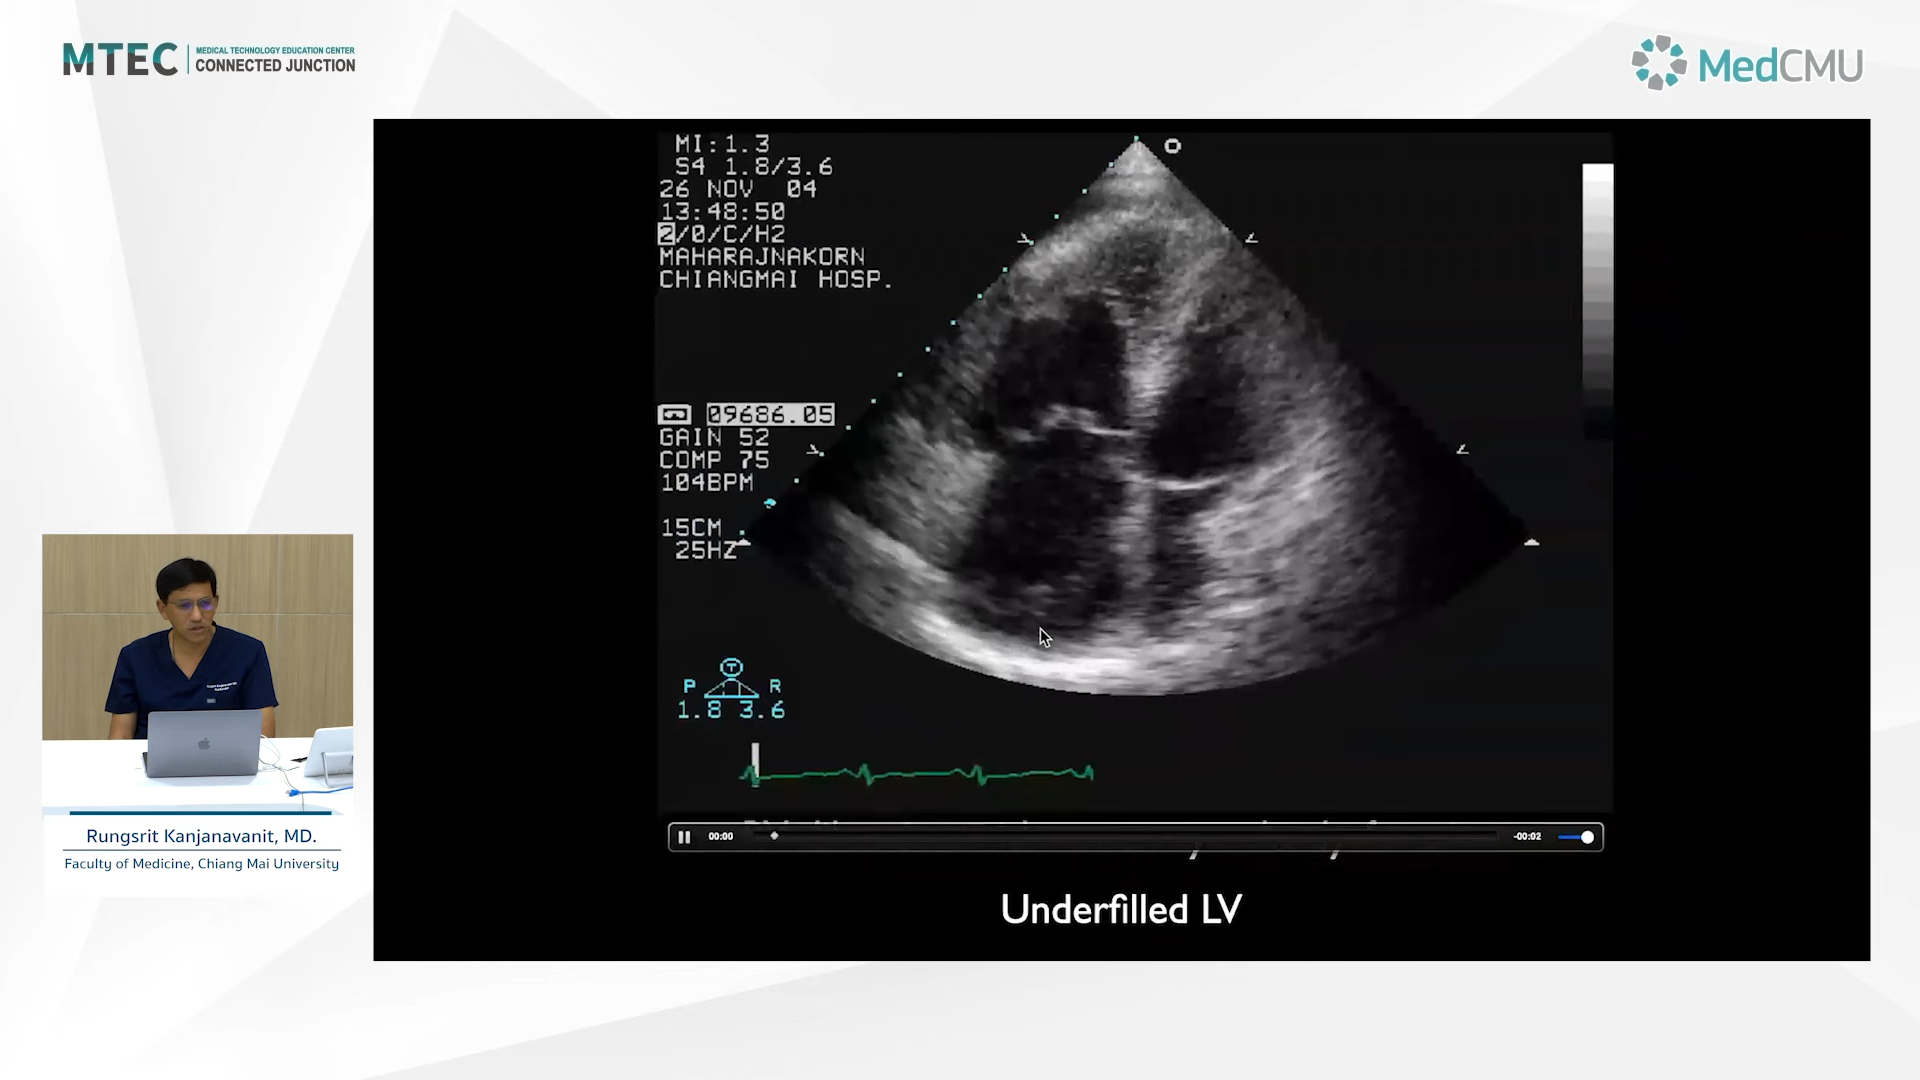 MTEC
MEDICAL TECHNOLOGY EDUCATION CENTER
CONNECTED JUNCTION
MedCMU
MI:1.3
S4 1.8/3.6
26 NOV 04
13:48:50
2/0/C/H2
MAHARAJNAKORN
CHIANGMAI HOSP.
09686.05
GAIN 52
COMP 75
104BPM
15CM
25HZ
T
P R
1.8 3.6
00:00
-00:02
Underfilled LV
Rungsrit Kanjanavanit, MD.
Faculty of Medicine, Chiang Mai University